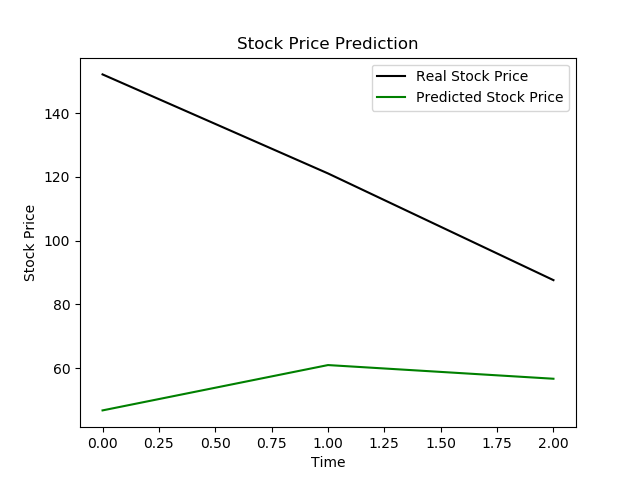 Stock Price Prediction
Real Stock Price
Predicted Stock Price
140
120
100
80
60
Stock Price
0.00 0.25 0.50 0.75 1.00 1.25 1.50 1.75 2.00
Time